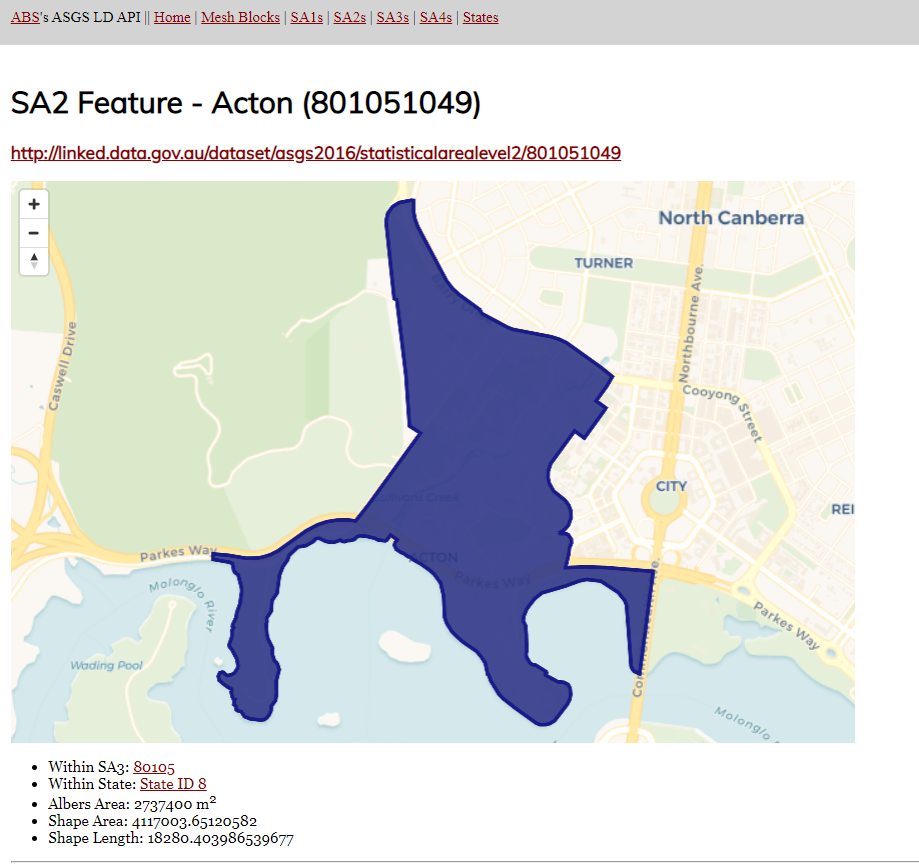 ABS's ASGS LD API || Home | Mesh Blocks | SA1s | SA2s | SA3s | SA4s | States
SA2 Feature - Acton (801051049)
http://linked.data.gov.au/dataset/asgs2016/statisticalarealevel2/801051049
+
−
North Canberra
TURNER
Northbourne Ave.
Caswell Drive
Cooyong Street
CITY
REI
Sullivans Creek
ACTON
Parkes Way
Parkes Way
Molonglo River
Wading Pool
Parkes Way
Molonglo
Within SA3: 80105
Within State: State ID 8
Albers Area: 2737400 m²
Shape Area: 4117003.65120582
Shape Length: 18280.403986539677